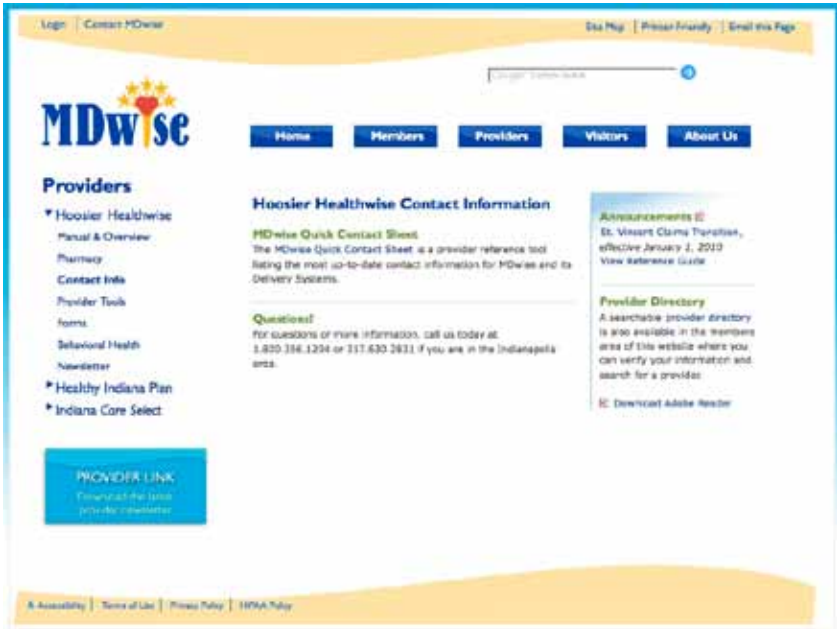 Login | Contact MDwise
Site Map | Printer Friendly | Email this Page
MDwise
Home
Members
Providers
Visitors
About Us
Providers
Hoosier Healthwise
Manual & Overview
Pharmacy
Contact Info
Provider Tools
Forms
Behavioral Health
Newsletter
Healthy Indiana Plan
Indiana Care Select
PROVIDER LINK
Download the latest
provider newsletter
Hoosier Healthwise Contact Information
MDwise Quick Contact Sheet
The MDwise Quick Contact Sheet is a provider reference tool
listing the most up-to-date contact information for MDwise and its
Delivery Systems.
Questions?
For questions or more information, call us today at
1.800.356.1204 or 317.630.2831 if you are in the Indianapolis
area.
Announcements
St. Vincent Claims Transition,
effective January 1, 2010
View Reference Guide
Provider Directory
A searchable provider directory
is also available in the members
area of this website where you
can verify your information and
search for a provider.
Download Adobe Reader
Accessibility | Terms of Use | Privacy Policy | HIPAA Policy